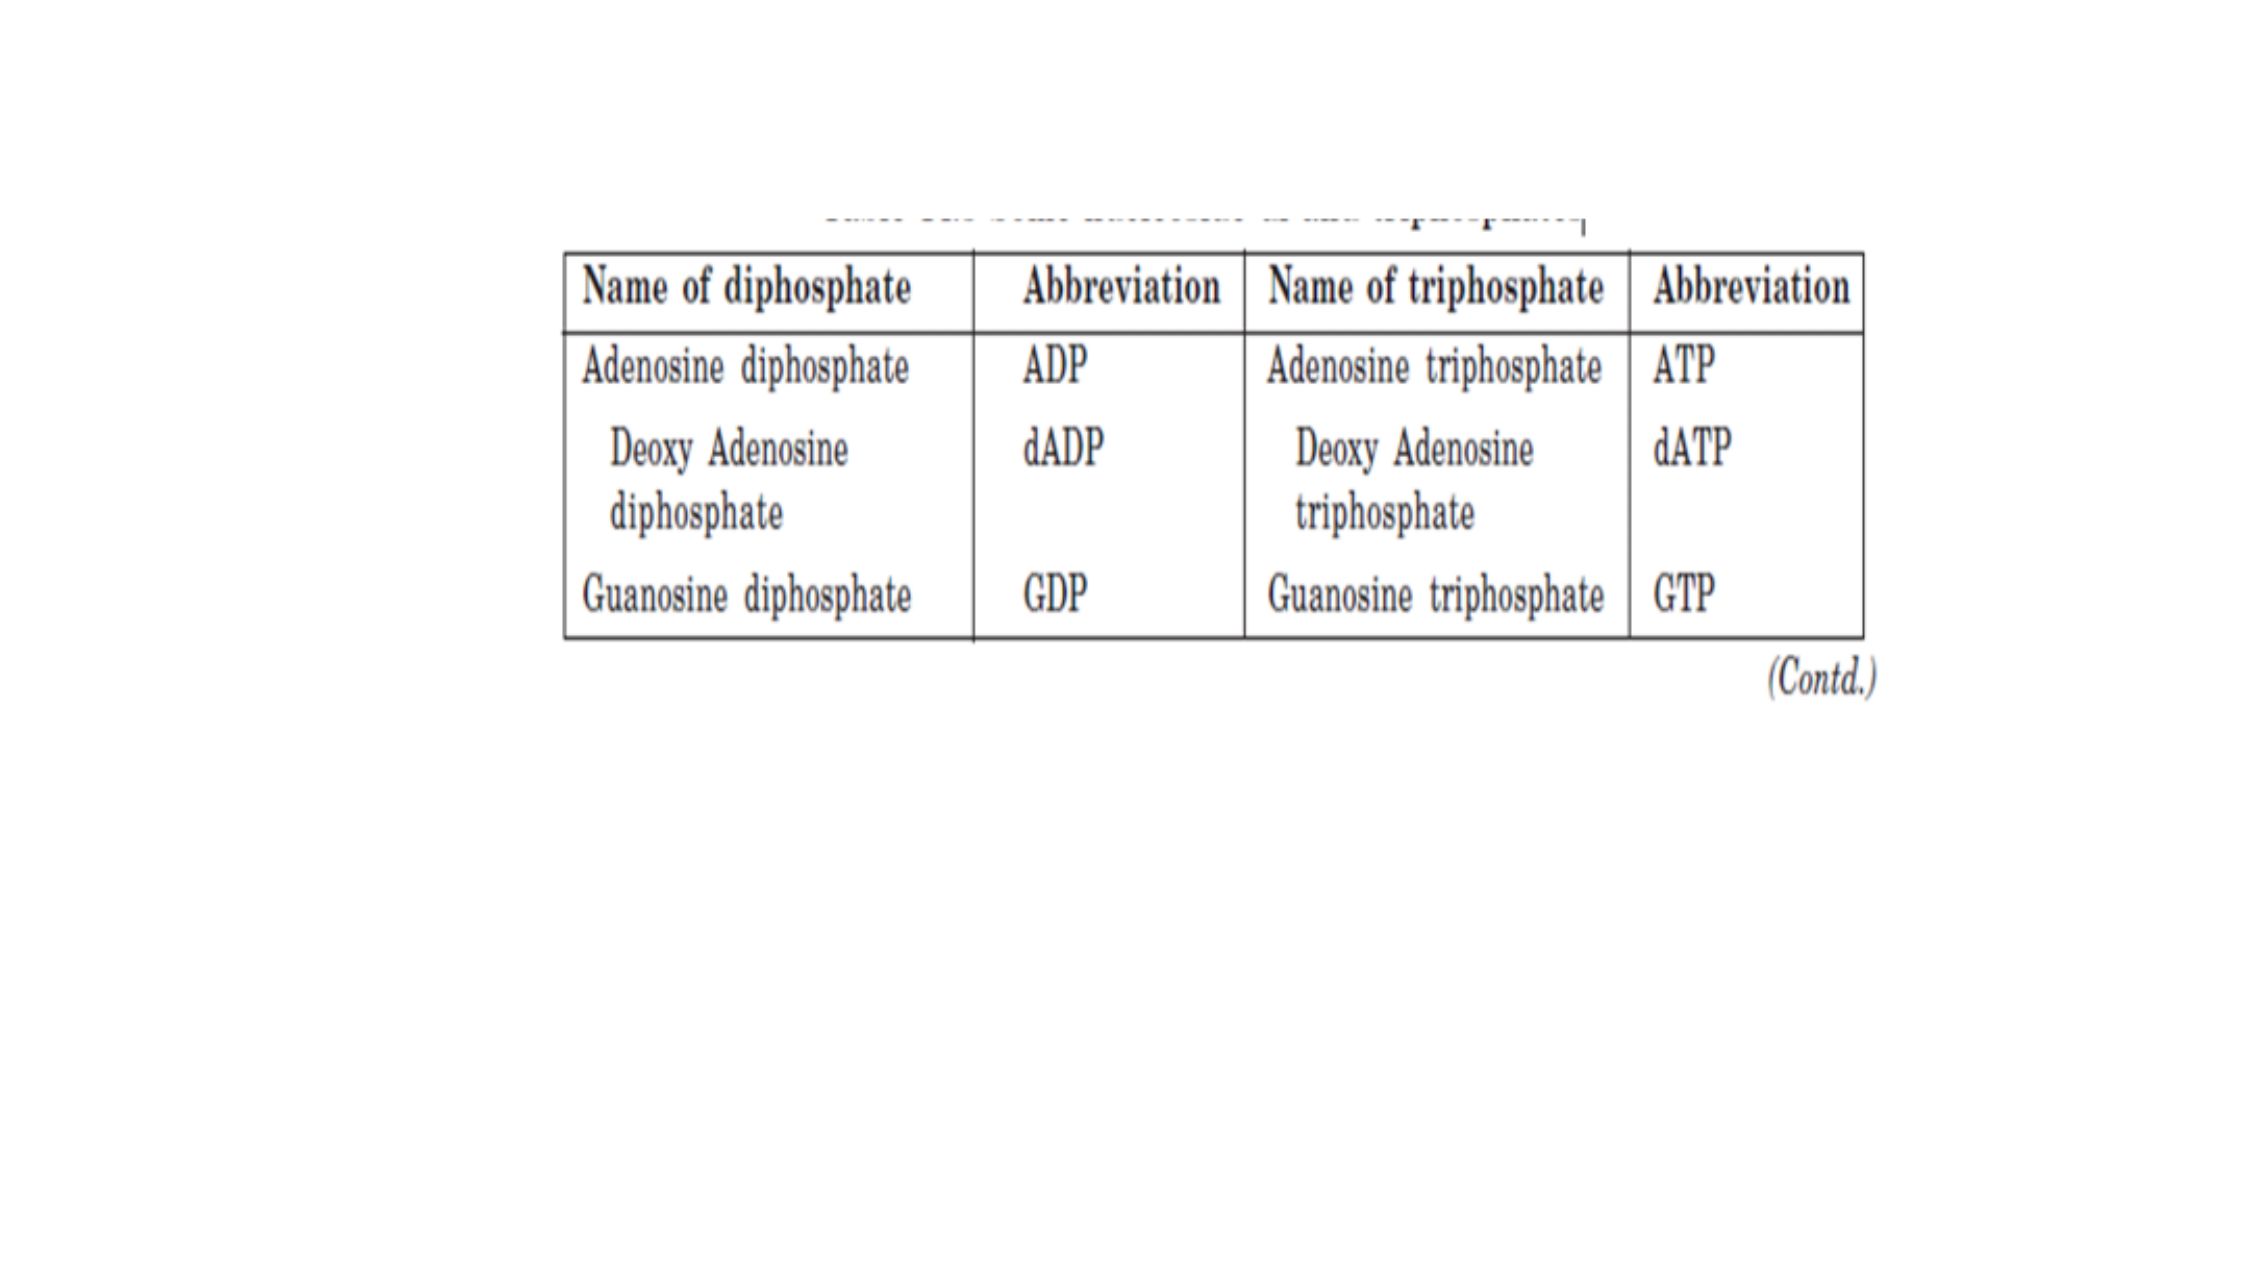 Name of diphosphate Abbreviation Name of triphosphate Abbreviation
Adenosine diphosphate ADP Adenosine triphosphate ATP
Deoxy Adenosine dADP Deoxy Adenosine dATP
diphosphate triphosphate
Guanosine diphosphate GDP Guanosine triphosphate GTP
(Contd.)